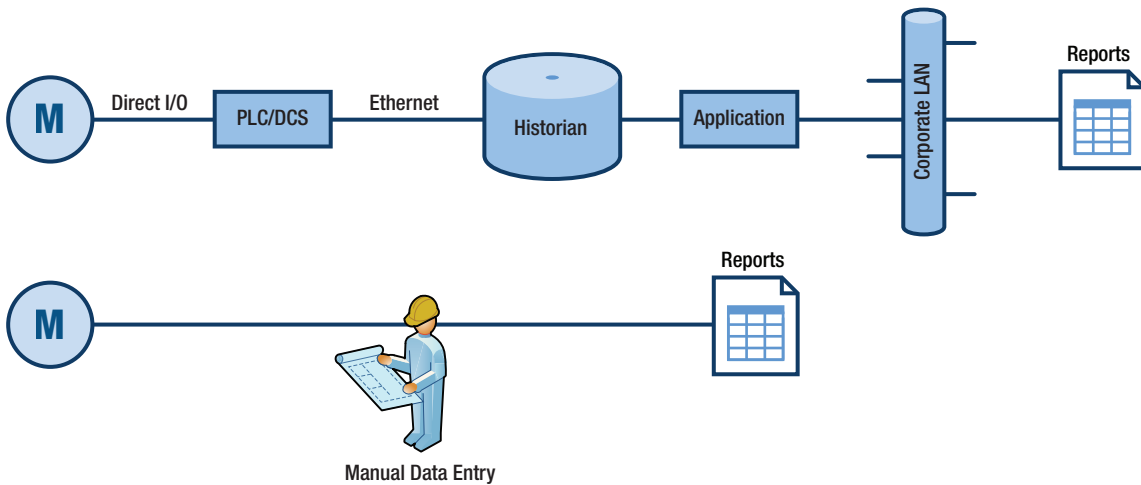 Reports
M
Direct I/O
PLC/DCS
Ethernet
Historian
Application
Corporate LAN
Reports
M
Manual Data Entry